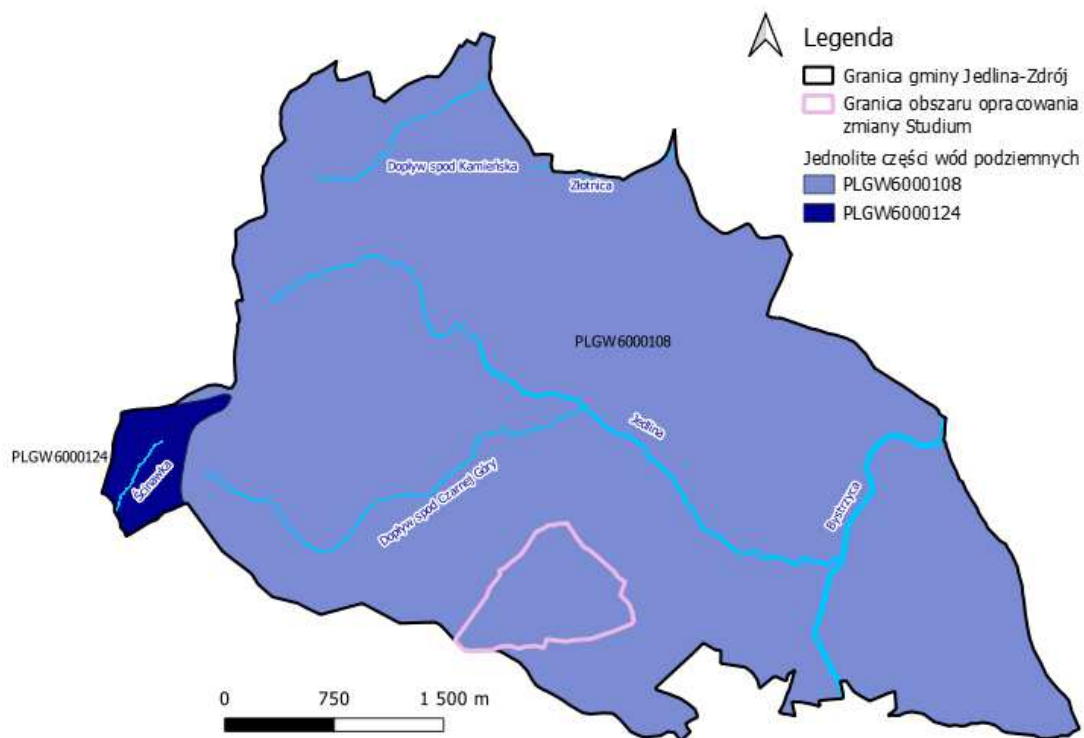 Legenda
Granica gminy Jedlina-Zdrój
Granica obszaru opracowania
zmiany Studium
Jednolite części wód podziemnych
PLGW6000108
PLGW6000124
Dopływ spod Kamieńska
Złotnica
PLGW6000108
Jedlina
PLGW6000124
Ścinawka
Dopływ spod Czarnej Góry
Bystrzyca
0 750 1 500 m